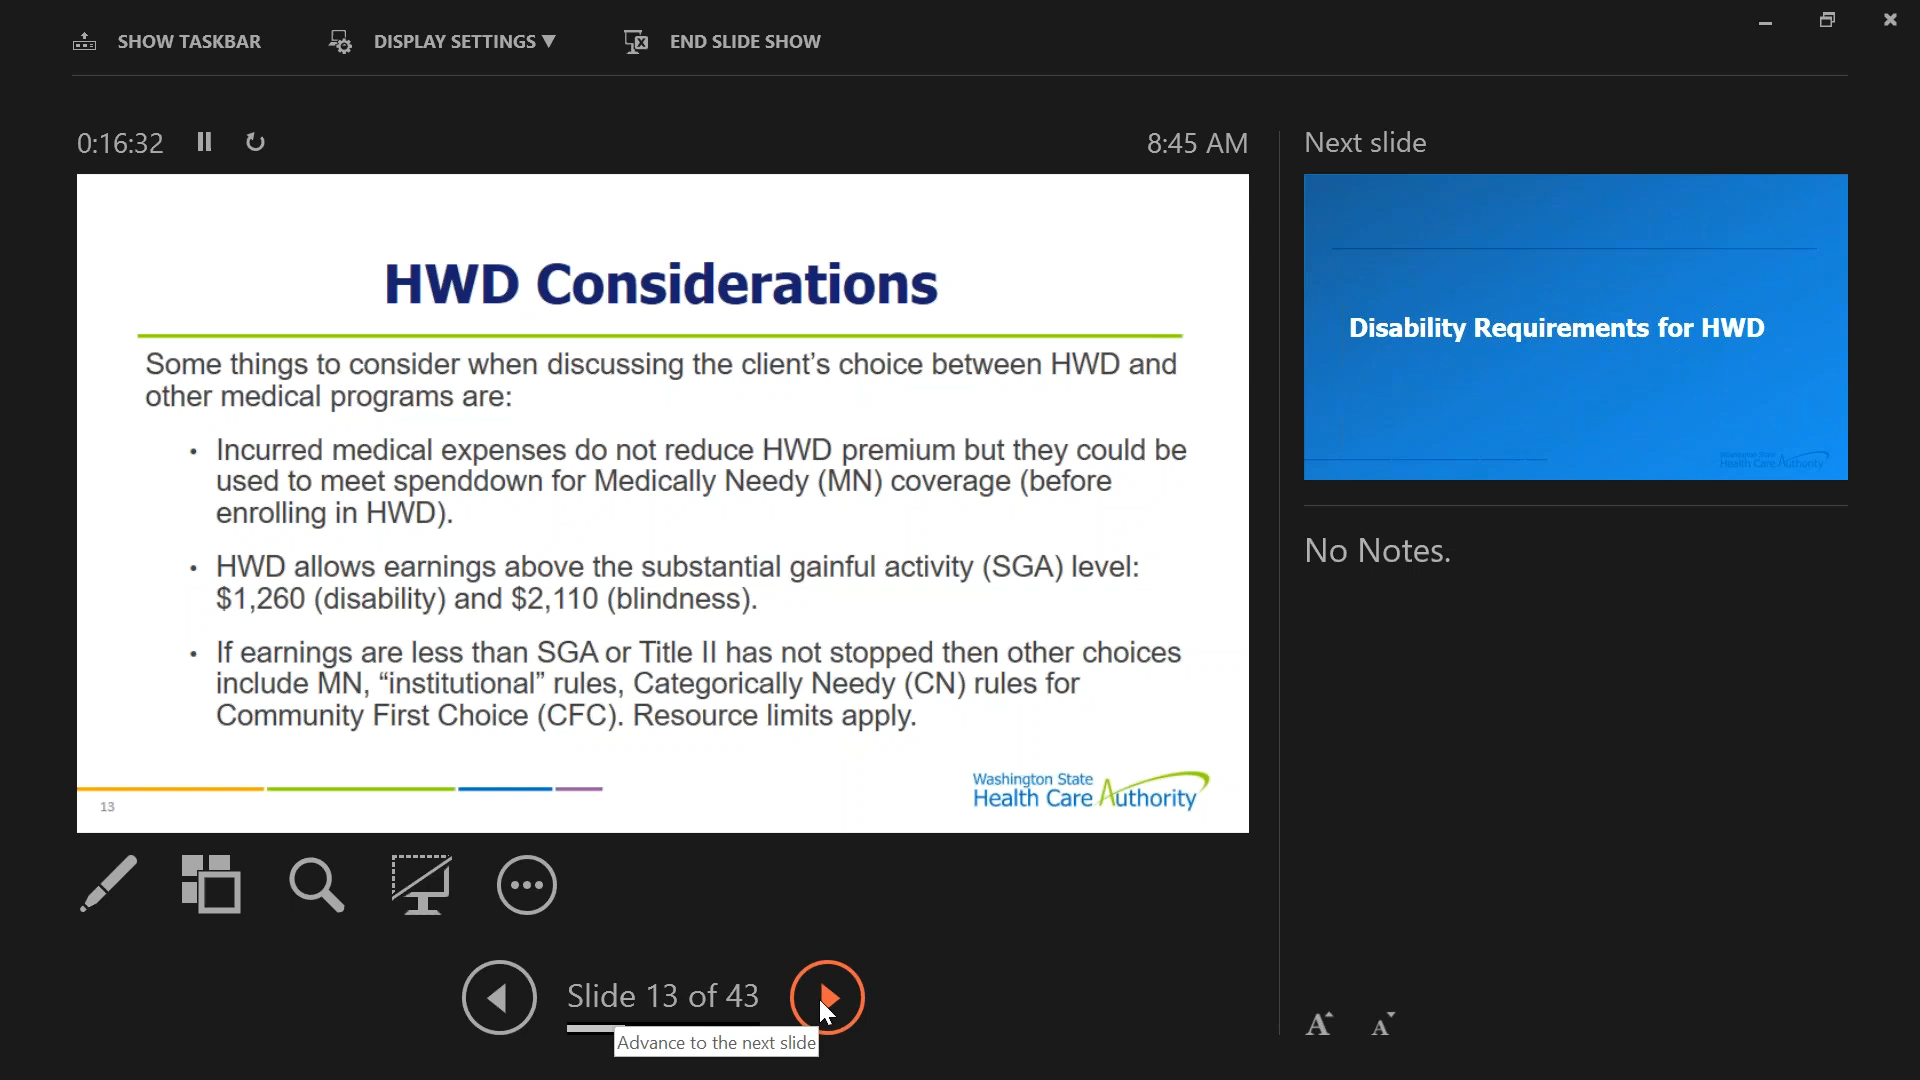 SHOW TASKBAR
DISPLAY SETTINGS ▼
END SLIDE SHOW
0:16:32
8:45 AM
Next slide
HWD Considerations
Some things to consider when discussing the client’s choice between HWD and
other medical programs are:
• Incurred medical expenses do not reduce HWD premium but they could be
used to meet spenddown for Medically Needy (MN) coverage (before
enrolling in HWD).
• HWD allows earnings above the substantial gainful activity (SGA) level:
$1,260 (disability) and $2,110 (blindness).
• If earnings are less than SGA or Title II has not stopped then other choices
include MN, “institutional” rules, Categorically Needy (CN) rules for
Community First Choice (CFC). Resource limits apply.
13
Washington State
Health Care Authority
Disability Requirements for HWD
Washington State
Health Care Authority
No Notes.
Slide 13 of 43
Advance to the next slide
A
A